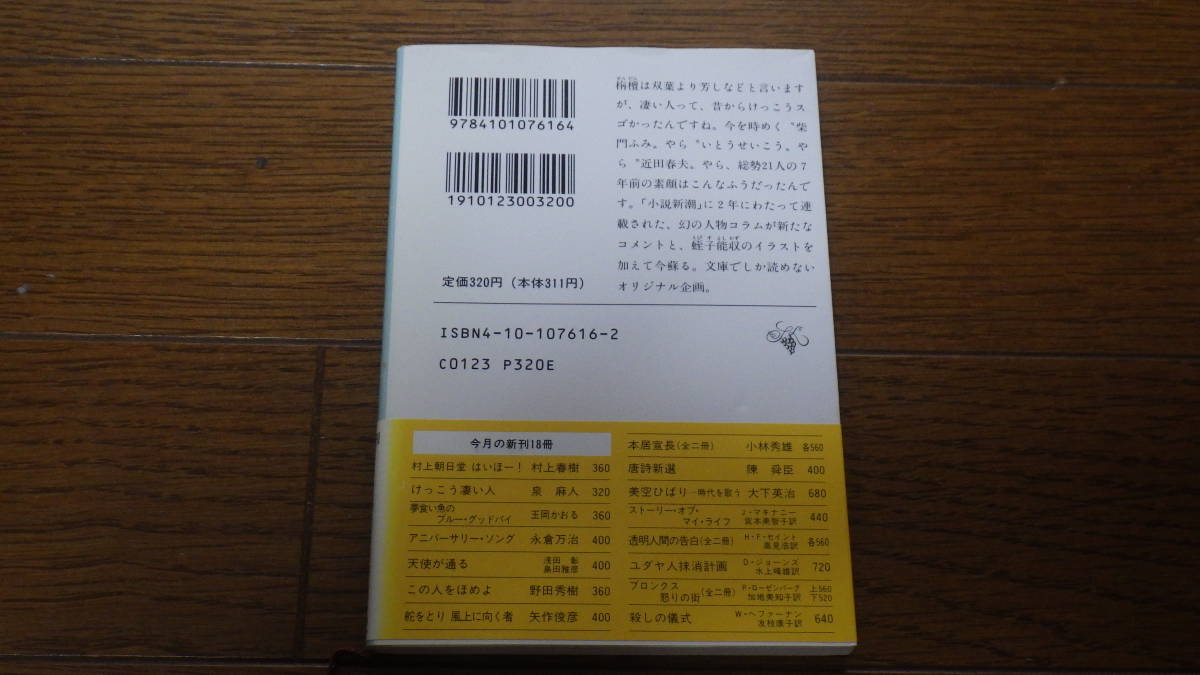 9784101076164
1910123003200
定価320円（本体311円）
せんだん
栴檀は双葉より芳しなどと言います
が、凄い人って、昔からけっこうス
ゴかったんですね。今を時めく〝柴
門ふみ〟やら〝いとうせいこう〟や
ら〝近田春夫〟やら、総勢21人の7
年前の素顔はこんなふうだったんで
す。「小説新潮」に2年にわたって連
載された、幻の人物コラムが新たな
えびすよしかず
コメントと、蛭子能収のイラストを
加えて今蘇る。文庫でしか読めない
オリジナル企画。
ISBN4-10-107616-2
C0123 P320E
今月の新刊18冊
村上朝日堂 はいほー！ 村上春樹 360
けっこう凄い人 泉 麻人 320
夢食い魚の
ブルー・グッドバイ 玉岡かおる 360
アニバーサリー・ソング 永倉万治 400
天使が通る 浅田 彰
島田雅彦 400
この人をほめよ 野田秀樹 360
舵をとり 風上に向く者 矢作俊彦 400
本居宣長(全二冊) 小林秀雄 各560
唐詩新選 陳 舜臣 400
美空ひばり─時代を歌う 大下英治 680
ストーリー・オブ・
マイ・ライフ J・マキナニー
宮本美智子訳 440
透明人間の告白(全二冊) H・F・セイント
高見浩訳 各560
ユダヤ人抹消計画 D・ジョーンズ
水上峰雄訳 720
ブロンクス
怒りの街(全二冊) P・ローゼンバーグ
加地美知子訳 上560
下520
殺しの儀式 W・ヘファーナン
友枝康子訳 640